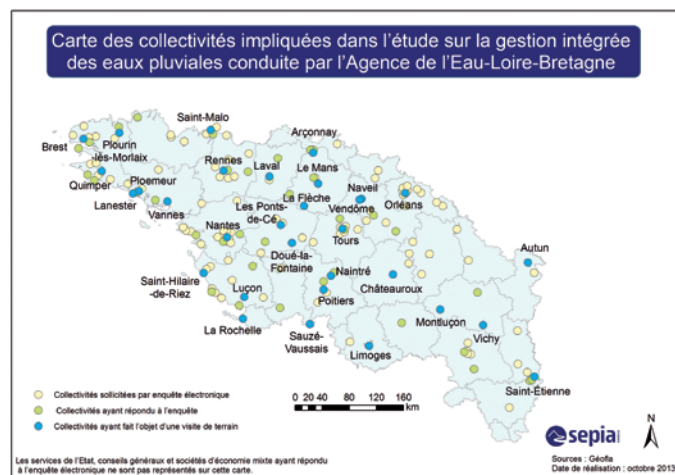 Carte des collectivités impliquées dans l'étude sur la gestion intégrée
des eaux pluviales conduite par l'Agence de l'Eau-Loire-Bretagne
Saint-Malo
Arçonnay
Brest
Plourin
-lès-Morlaix
Rennes
Laval
Le Mans
Quimper
Ploemeur
La Flèche
Naveil
Orléans
Lanester
Vannes
Les Ponts-
de-Cé
Vendôme
Nantes
Tours
Doué-la-
Fontaine
Autun
Saint-Hilaire
-de-Riez
Naintré
Châteauroux
Luçon
Poitiers
Montluçon
La Rochelle
Sauzé-
Vaussais
Vichy
Limoges
Saint-Étienne
Collectivités sollicitées par enquête électronique
Collectivités ayant répondu à l'enquête
Collectivités ayant fait l'objet d'une visite de terrain
0 20 40 80 120 160
km
N
sepia
Les services de l'Etat, conseils généraux et sociétés d'économie mixte ayant répondu
à l'enquête électronique ne sont pas représentés sur cette carte.
Sources : Géofla
Date de réalisation : octobre 2013